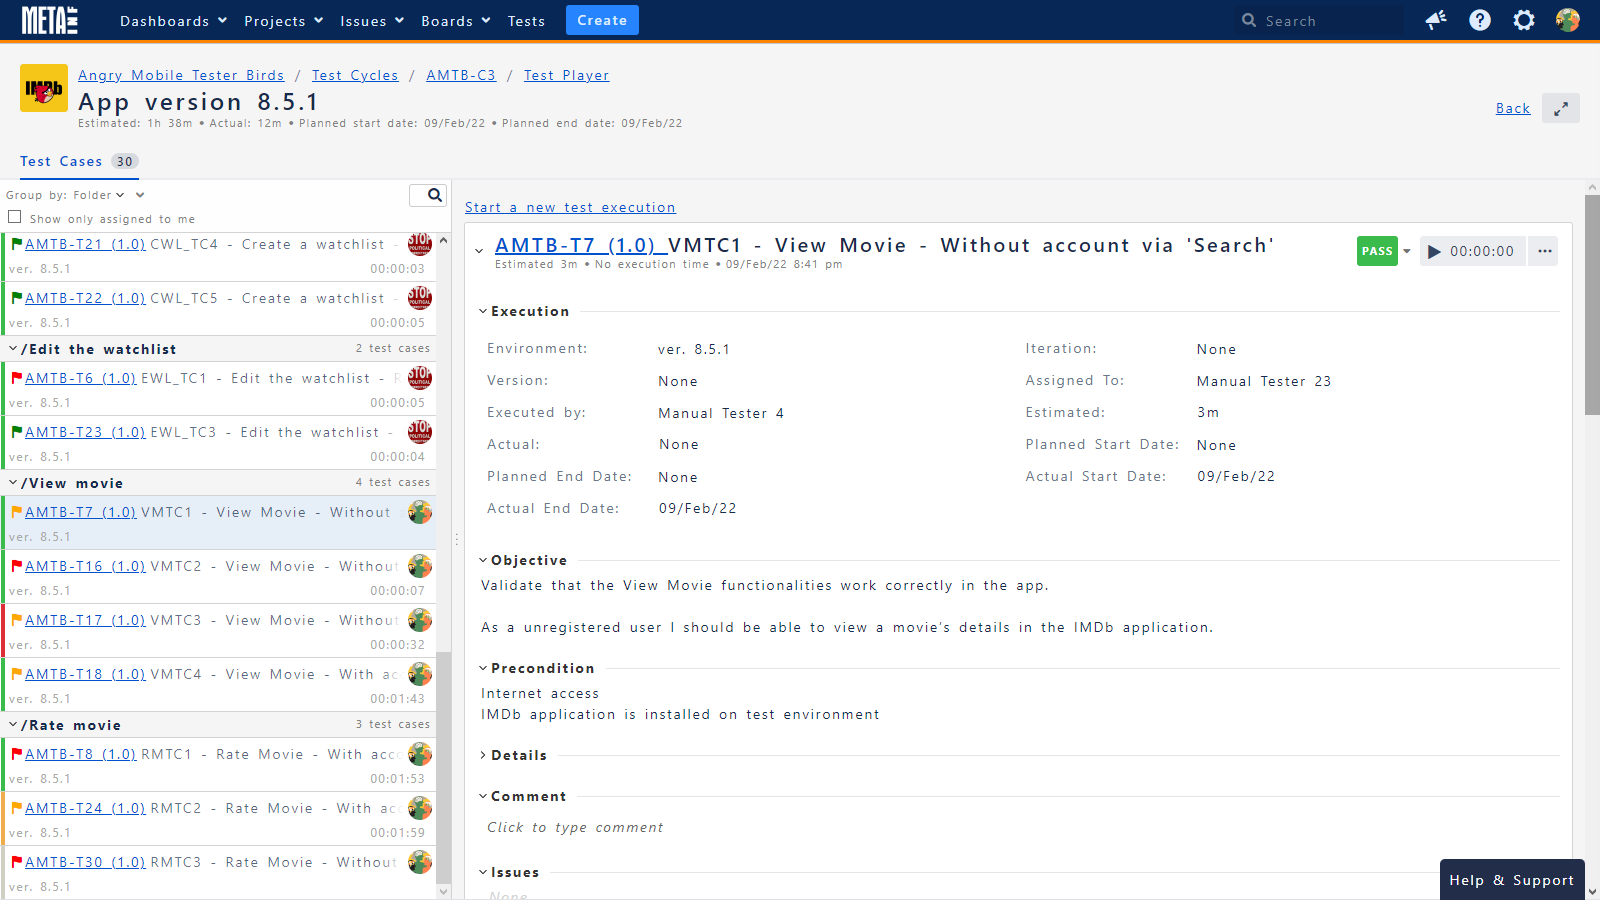 META INF Dashboards Projects Issues Boards Tests Create Search
IMDb
Angry Mobile Tester Birds / Test Cycles / AMTB-C3 / Test Player
App version 8.5.1
Estimated: 1h 38m • Actual: 12m • Planned start date: 09/Feb/22 • Planned end date: 09/Feb/22
Back
Test Cases 30
Group by: Folder
Show only assigned to me
AMTB-T21 (1.0) CWL_TC4 - Create a watchlist -
ver. 8.5.1 00:00:03
AMTB-T22 (1.0) CWL_TC5 - Create a watchlist -
ver. 8.5.1 00:00:05
/Edit the watchlist 2 test cases
AMTB-T6 (1.0) EWL_TC1 - Edit the watchlist - R
ver. 8.5.1 00:00:05
AMTB-T23 (1.0) EWL_TC3 - Edit the watchlist -
ver. 8.5.1 00:00:04
/View movie 4 test cases
AMTB-T7 (1.0) VMTC1 - View Movie - Without
ver. 8.5.1
AMTB-T16 (1.0) VMTC2 - View Movie - Without
ver. 8.5.1 00:00:07
AMTB-T17 (1.0) VMTC3 - View Movie - Without
ver. 8.5.1 00:00:32
AMTB-T18 (1.0) VMTC4 - View Movie - With ac
ver. 8.5.1 00:01:43
/Rate movie 3 test cases
AMTB-T8 (1.0) RMTC1 - Rate Movie - With acc
ver. 8.5.1 00:01:53
AMTB-T24 (1.0) RMTC2 - Rate Movie - With ac
ver. 8.5.1 00:01:59
AMTB-T30 (1.0) RMTC3 - Rate Movie - Without
ver. 8.5.1
Start a new test execution
AMTB-T7 (1.0) VMTC1 - View Movie - Without account via 'Search' PASS 00:00:00
Estimated 3m • No execution time • 09/Feb/22 8:41 pm
Execution
Environment: ver. 8.5.1 Iteration: None
Version: None Assigned To: Manual Tester 23
Executed by: Manual Tester 4 Estimated: 3m
Actual: None Planned Start Date: None
Planned End Date: None Actual Start Date: 09/Feb/22
Actual End Date: 09/Feb/22
Objective
Validate that the View Movie functionalities work correctly in the app.
As a unregistered user I should be able to view a movie's details in the IMDb application.
Precondition
Internet access
IMDb application is installed on test environment
Details
Comment
Click to type comment
Issues
None
Help & Support